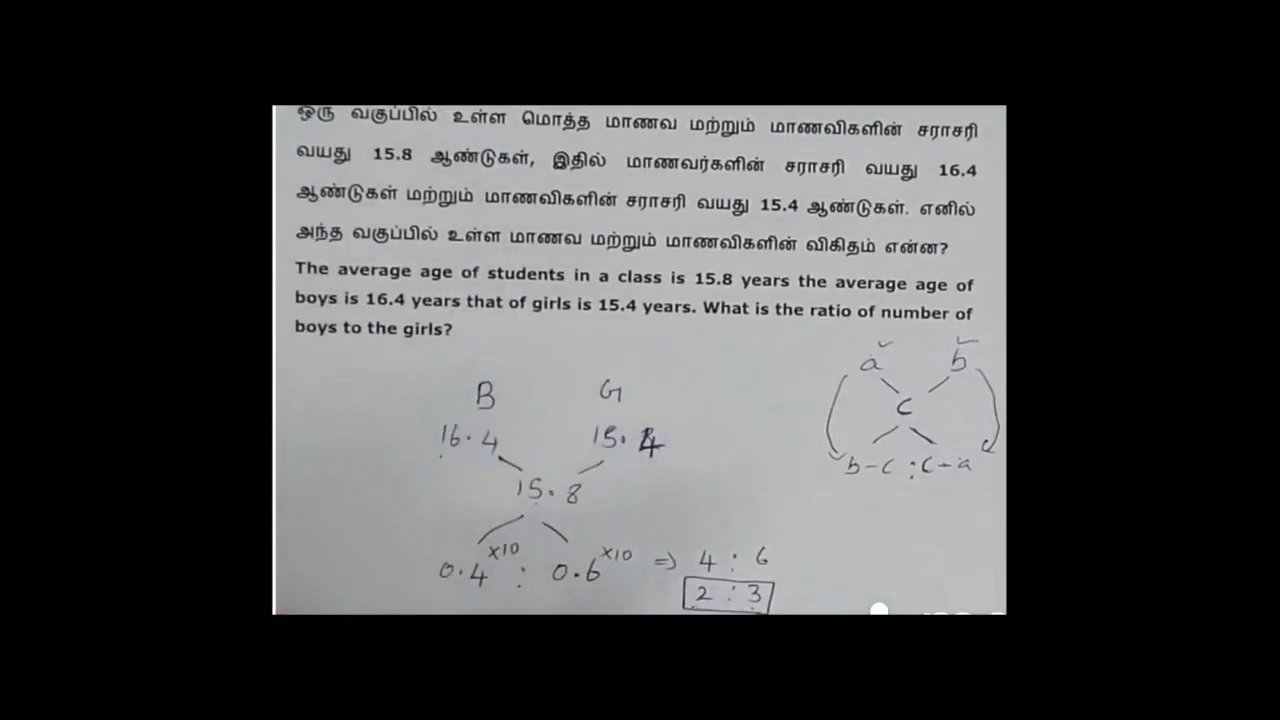 ஒரு வகுப்பில் உள்ள மொத்த மாணவ மற்றும் மாணவிகளின் சராசரி
வயது 15.8 ஆண்டுகள், இதில் மாணவர்களின் சராசரி வயது 16.4
ஆண்டுகள் மற்றும் மாணவிகளின் சராசரி வயது 15.4 ஆண்டுகள். எனில்
அந்த வகுப்பில் உள்ள மாணவ மற்றும் மாணவிகளின் விகிதம் என்ன?
The average age of students in a class is 15.8 years the average age of
boys is 16.4 years that of girls is 15.4 years. What is the ratio of number of
boys to the girls?
a b
c
b-c : c-a
B G
16.4 15.4
15.8
0.4 ×10 : 0.6 ×10 ⇒ 4 : 6
2 : 3